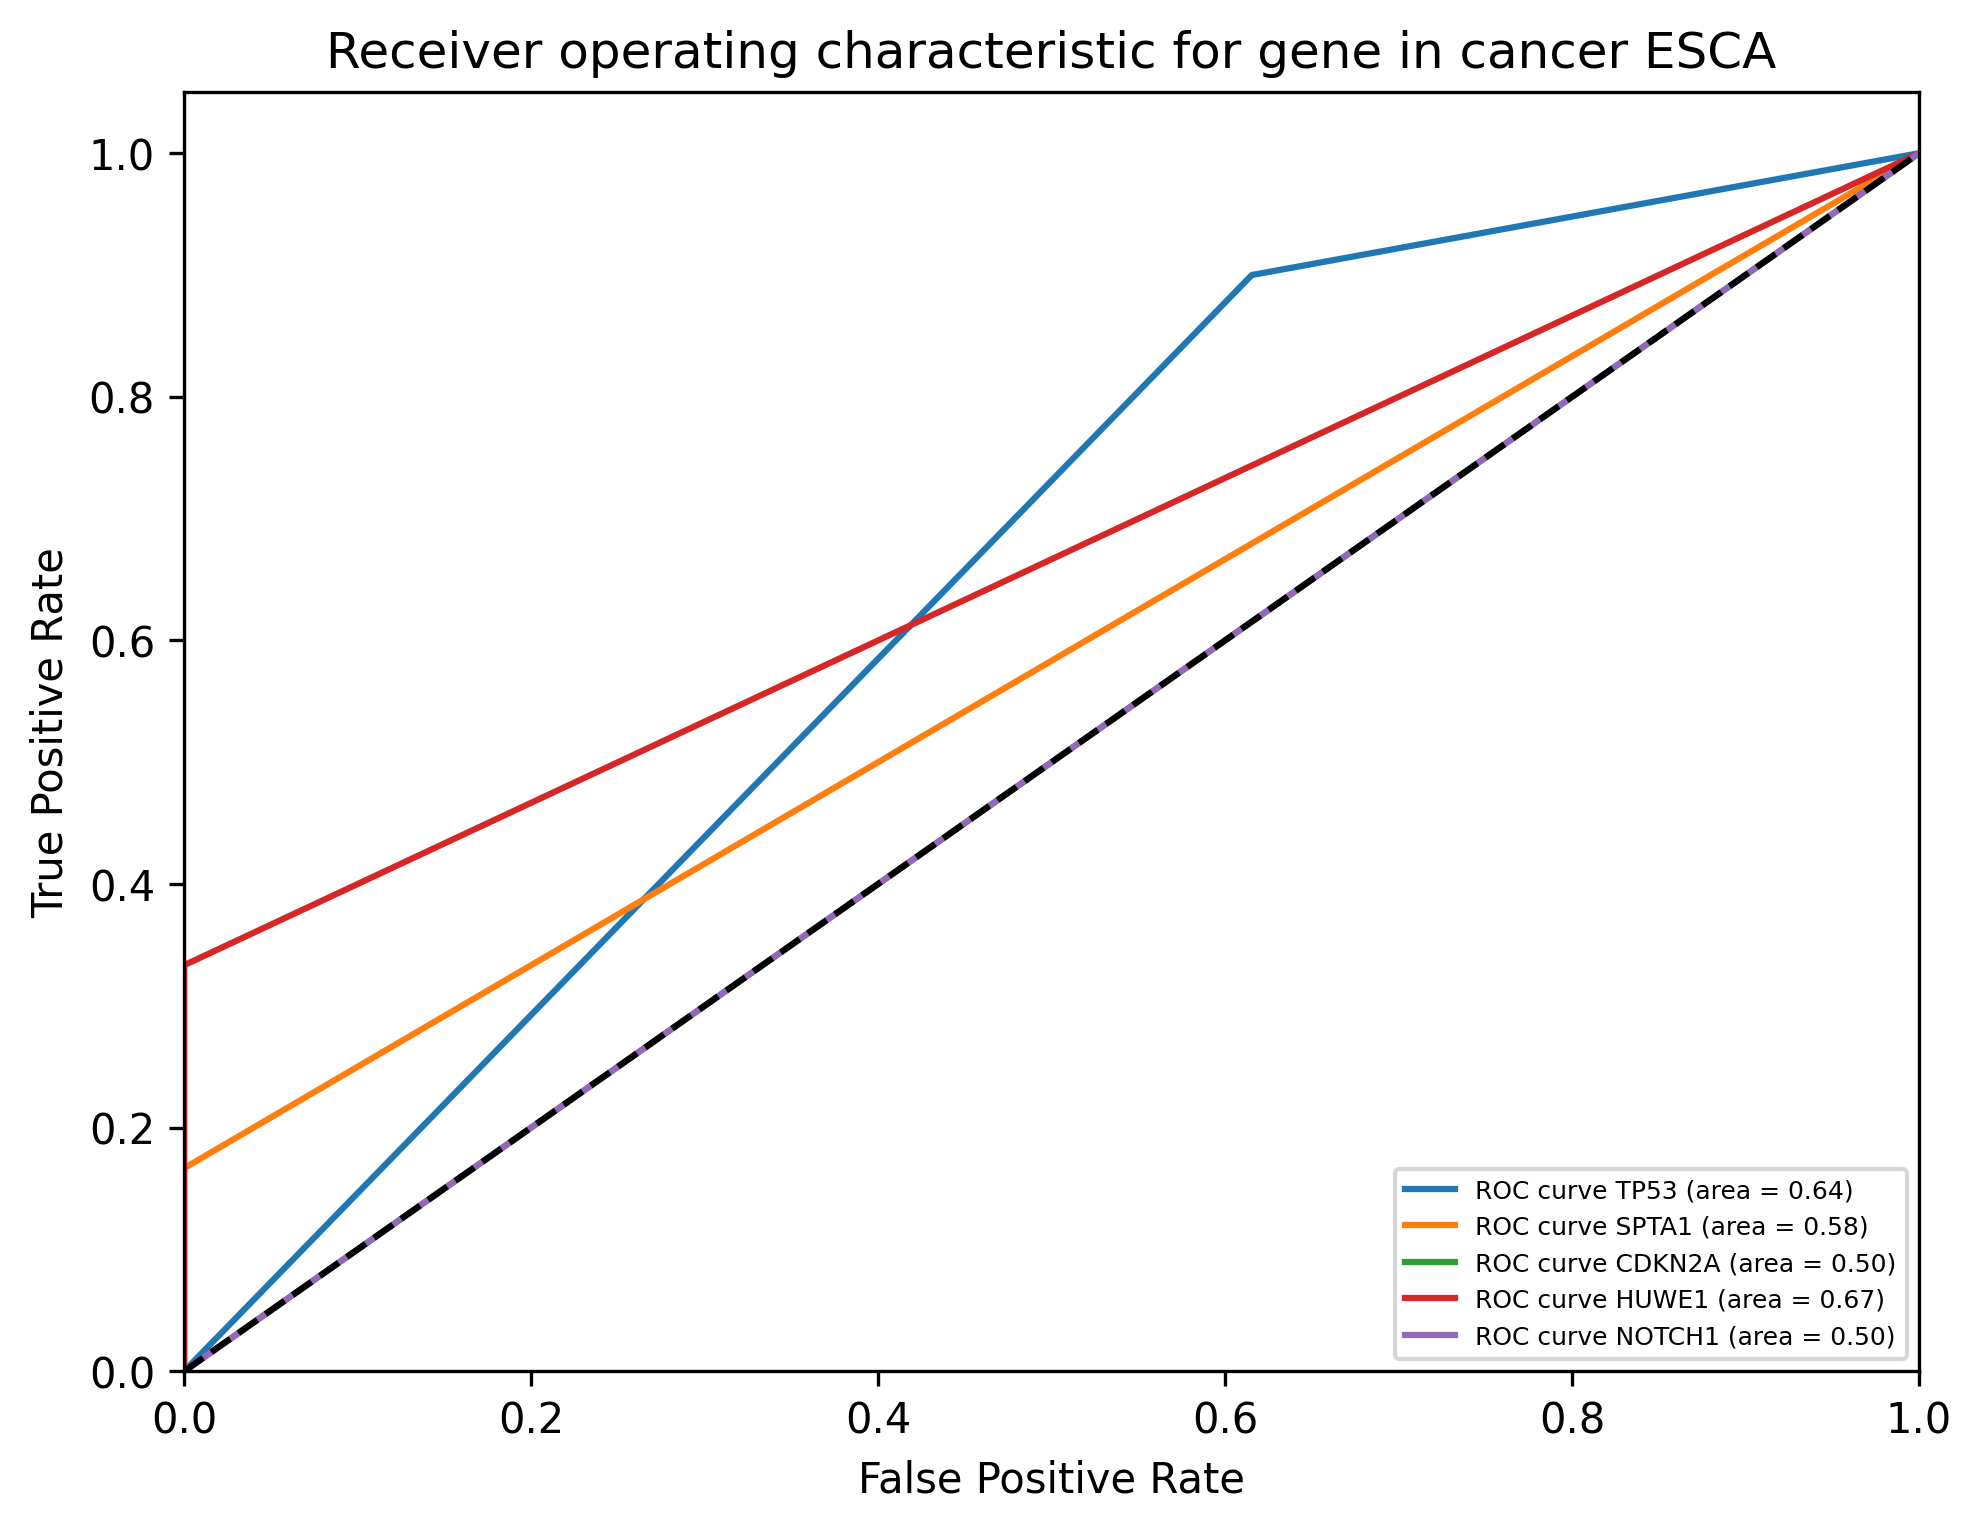 Receiver operating characteristic for gene in cancer ESCA
True Positive Rate
1.0
0.8
0.6
0.4
0.2
0.0
ROC curve TP53 (area = 0.64)
ROC curve SPTA1 (area = 0.58)
ROC curve CDKN2A (area = 0.50)
ROC curve HUWE1 (area = 0.67)
ROC curve NOTCH1 (area = 0.50)
0.0 0.2 0.4 0.6 0.8 1.0
False Positive Rate